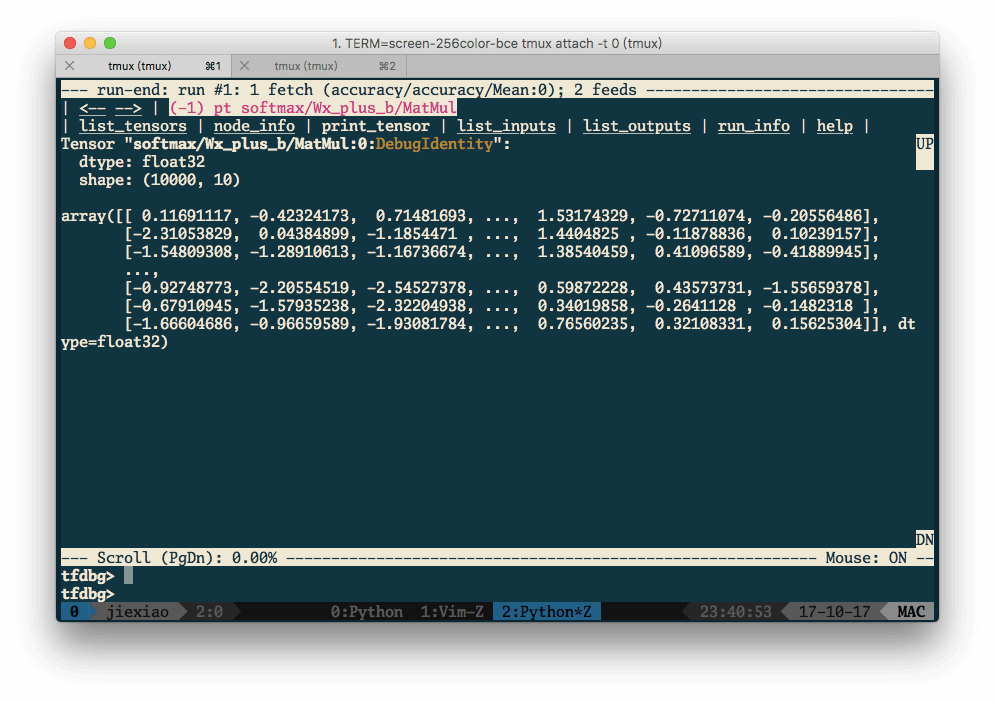 1. TERM=screen-256color-bce tmux attach -t 0 (tmux)
tmux (tmux) ⌘1 tmux (tmux) ⌘2
--- run-end: run #1: 1 fetch (accuracy/accuracy/Mean:0); 2 feeds --------------------------------
| <-- --> | (-1) pt softmax/Wx_plus_b/MatMul
| list_tensors | node_info | print_tensor | list_inputs | list_outputs | run_info | help |
Tensor "softmax/Wx_plus_b/MatMul:0:DebugIdentity": UP
dtype: float32
shape: (10000, 10)
array([[ 0.11691117, -0.42324173,  0.71481693, ...,  1.53174329, -0.72711074, -0.20556486],
[-2.31053829,  0.04384899, -1.1854471 , ...,  1.4404825 , -0.11878836,  0.10239157],
[-1.54809308, -1.28910613, -1.16736674, ...,  1.38540459,  0.41096589, -0.41889945],
...,
[-0.92748773, -2.20554519, -2.54527378, ...,  0.59872228,  0.43573731, -1.55659378],
[-0.67910945, -1.57935238, -2.32204938, ...,  0.34019858, -0.2641128 , -0.1482318 ],
[-1.66604686, -0.96659589, -1.93081784, ...,  0.76560235,  0.32108331,  0.15625304]], dt
ype=float32)
DN
--- Scroll (PgDn): 0.00% ----------------------------------------------------------- Mouse: ON --
tfdbg>
tfdbg>
0 jiexiao 2:0 0:Python 1:Vim-Z 2:Python*Z 23:40:53 17-10-17 MAC